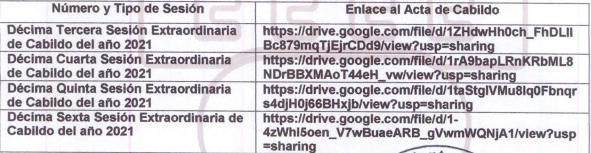 Número y Tipo de Sesión Enlace al Acta de Cabildo
Décima Tercera Sesión Extraordinaria de Cabildo del año 2021
https://drive.google.com/file/d/1ZHdwHh0ch_FhDLlI
Bc879mqTjEjrCDd9/view?usp=sharing
Décima Cuarta Sesión Extraordinaria
de Cabildo del año 2021
https://drive.google.com/file/d/1rA9bapLRnKRbML8
NDrBBXMAoT44eH_vw/view?usp=sharing
Décima Quinta Sesión Extraordinaria
de Cabildo del año 2021
https://drive.google.com/file/d/1taStgIVMu8lq0Fbnqr
s4djH0j66BHxjb/view?usp=sharing
Décima Sexta Sesión Extraordinaria de
Cabildo del año 2021
https://drive.google.com/file/d/1-
4zWhI5oen_V7wBuaeARB_gVwmWQNjA1/view?usp
=sharing